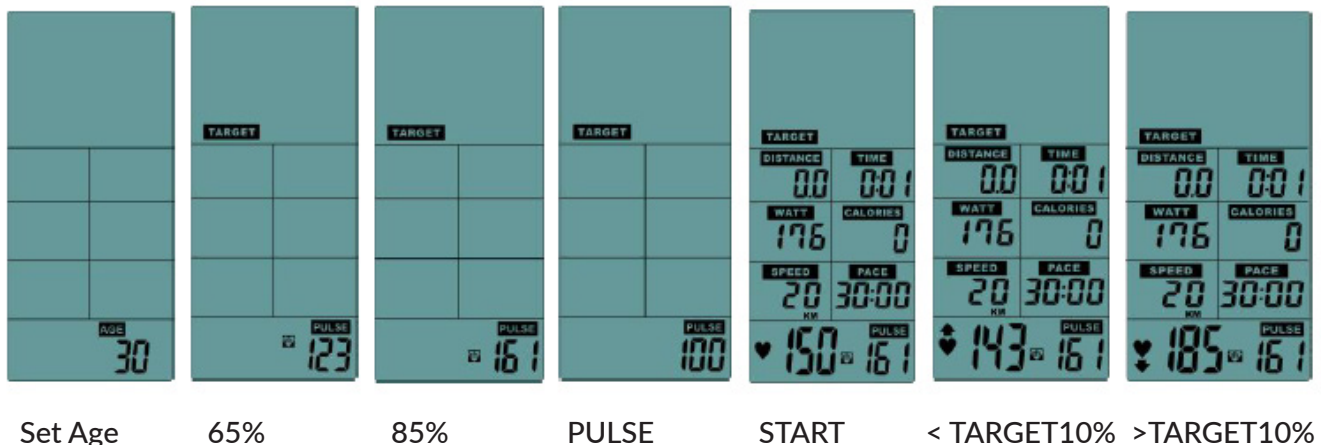 AGE
30
TARGET
PULSE
123
TARGET
PULSE
161
TARGET
PULSE
100
TARGET
DISTANCE TIME
0.0 0:01
WATT CALORIES
176 0
SPEED PACE
20 30:00
KM
PULSE
150 161
TARGET
DISTANCE TIME
0.0 0:01
WATT CALORIES
176 0
SPEED PACE
20 30:00
KM
PULSE
143 161
TARGET
DISTANCE TIME
0.0 0:01
WATT CALORIES
176 0
SPEED PACE
20 30:00
KM
PULSE
185 161
Set Age 65% 85% PULSE START < TARGET10% >TARGET10%